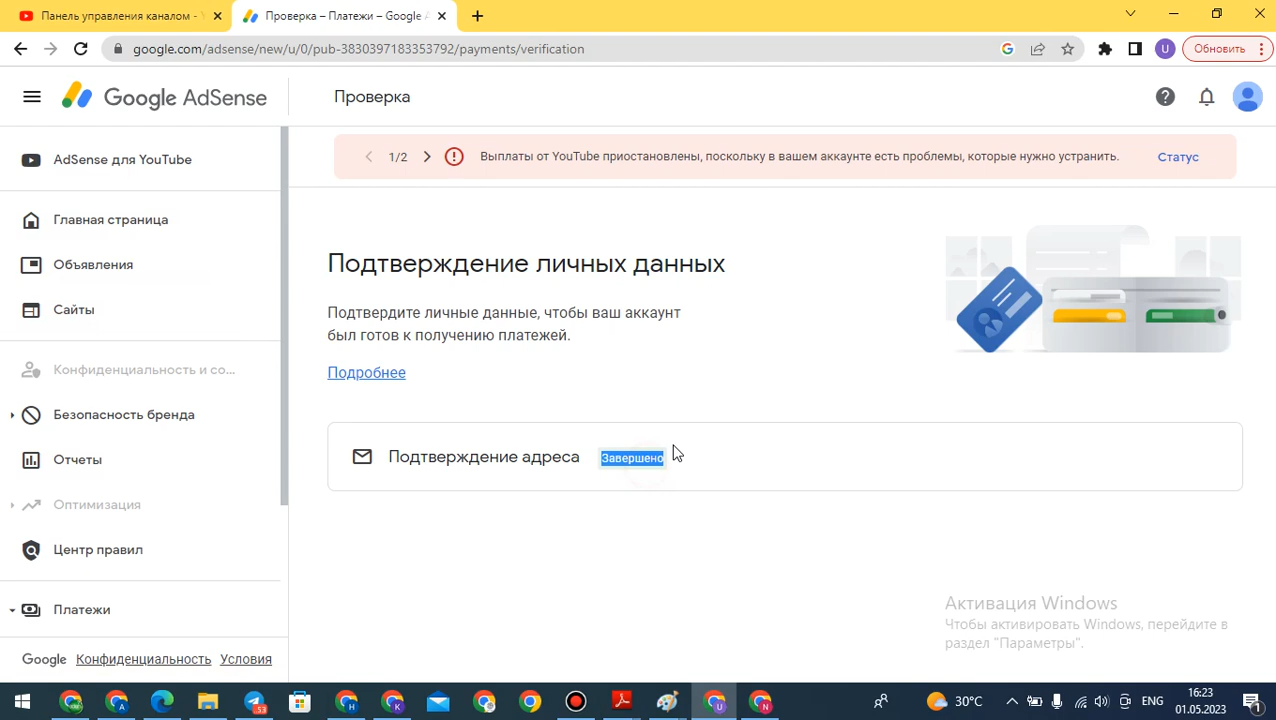 Панель управления каналом -
Проверка – Платежи – Google
google.com/adsense/new/u/0/pub-3830397183353792/payments/verification
U
Обновить
Google AdSense
Проверка
AdSense для YouTube
1/2
Выплаты от YouTube приостановлены, поскольку в вашем аккаунте есть проблемы, которые нужно устранить.
Статус
Главная страница
Объявления
Сайты
Конфиденциальность и со...
Безопасность бренда
Отчеты
Оптимизация
Центр правил
Платежи
Google Конфиденциальность Условия
Подтверждение личных данных
Подтвердите личные данные, чтобы ваш аккаунт
был готов к получению платежей.
Подробнее
Подтверждение адреса Завершено
Активация Windows
Чтобы активировать Windows, перейдите в
раздел "Параметры".
30°C
ENG
16:23
01.05.2023